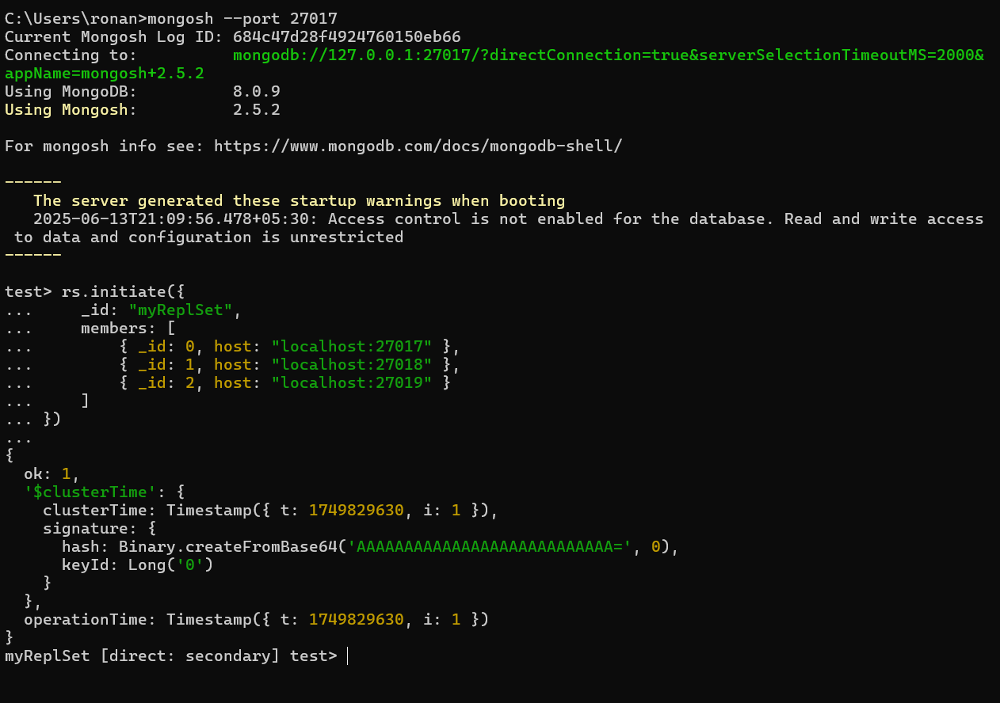 C:\Users\ronan>mongosh --port 27017
Current Mongosh Log ID: 684c47d28f4924760150eb66
Connecting to:          mongodb://127.0.0.1:27017/?directConnection=true&serverSelectionTimeoutMS=2000&
appName=mongosh+2.5.2
Using MongoDB:          8.0.9
Using Mongosh:          2.5.2
For mongosh info see: https://www.mongodb.com/docs/mongodb-shell/
------
   The server generated these startup warnings when booting
   2025-06-13T21:09:56.478+05:30: Access control is not enabled for the database. Read and write access
 to data and configuration is unrestricted
------
test> rs.initiate({
...     _id: "myReplSet",
...     members: [
...         { _id: 0, host: "localhost:27017" },
...         { _id: 1, host: "localhost:27018" },
...         { _id: 2, host: "localhost:27019" }
...     ]
... })
...
{
  ok: 1,
  '$clusterTime': {
    clusterTime: Timestamp({ t: 1749829630, i: 1 }),
    signature: {
      hash: Binary.createFromBase64('AAAAAAAAAAAAAAAAAAAAAAAAAAA=', 0),
      keyId: Long('0')
    }
  },
  operationTime: Timestamp({ t: 1749829630, i: 1 })
}
myReplSet [direct: secondary] test>